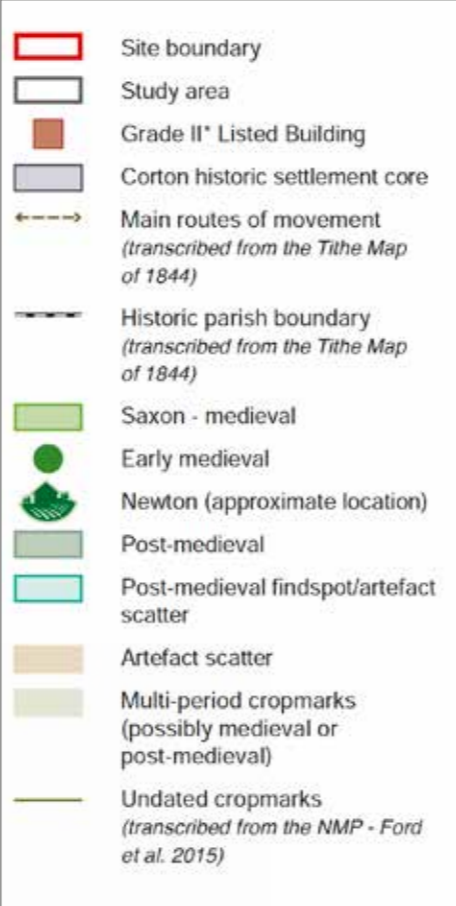 Site boundary
Study area
Grade II* Listed Building
Corton historic settlement core
Main routes of movement
(transcribed from the Tithe Map
of 1844)
Historic parish boundary
(transcribed from the Tithe Map
of 1844)
Saxon - medieval
Early medieval
Newton (approximate location)
Post-medieval
Post-medieval findspot/artefact
scatter
Artefact scatter
Multi-period cropmarks
(possibly medieval or
post-medieval)
Undated cropmarks
(transcribed from the NMP - Ford
et al. 2015)